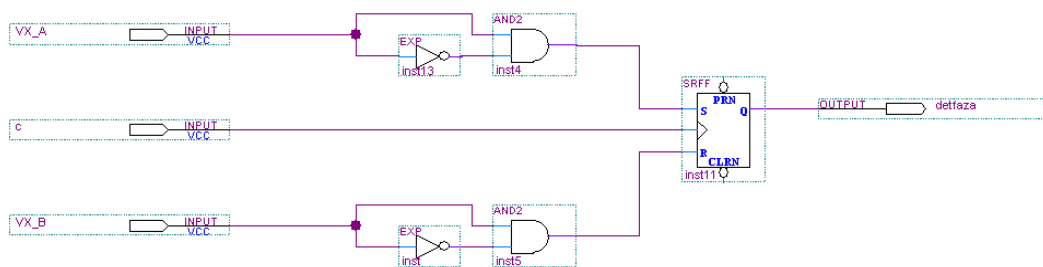 AND2
VX_A
INPUT
VCC
EXP
inst13
inst4
SRFF
PRN
S
Q
OUTPUT
detfaza
c
INPUT
VCC
R
CLRN
inst11
AND2
VX_B
INPUT
VCC
EXP
inst
inst5